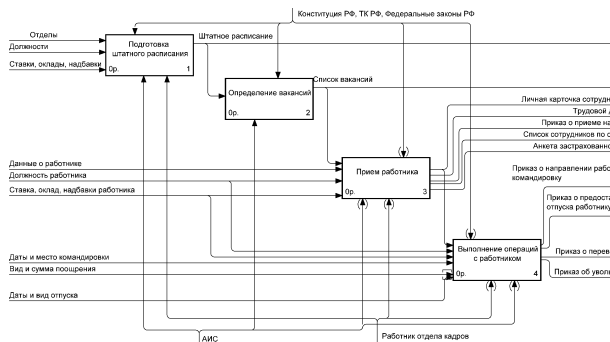 Конституция РФ, ТК РФ, Федеральные законы РФ
Отделы
Должности
Ставки, оклады, надбавки
Подготовка
штатного расписания
0р.
1
Штатное расписание
Определение вакансий
0р.
2
Список вакансий
Личная карточка сотрудн
Трудовой д
Приказ о приеме на
Список сотрудников по о
Анкета застрахованно
Данные о работнике
Должность работника
Ставка, оклад, надбавки работника
Прием работника
0р.
3
Приказ о направлении рабо
командировку
Приказ о предоста
отпуска работнику
Приказ о перев
Приказ об уволь
Даты и место командировки
Вид и сумма поощрения
Даты и вид отпуска
Выполнение операций
с работником
0р.
4
АИС
Работник отдела кадров